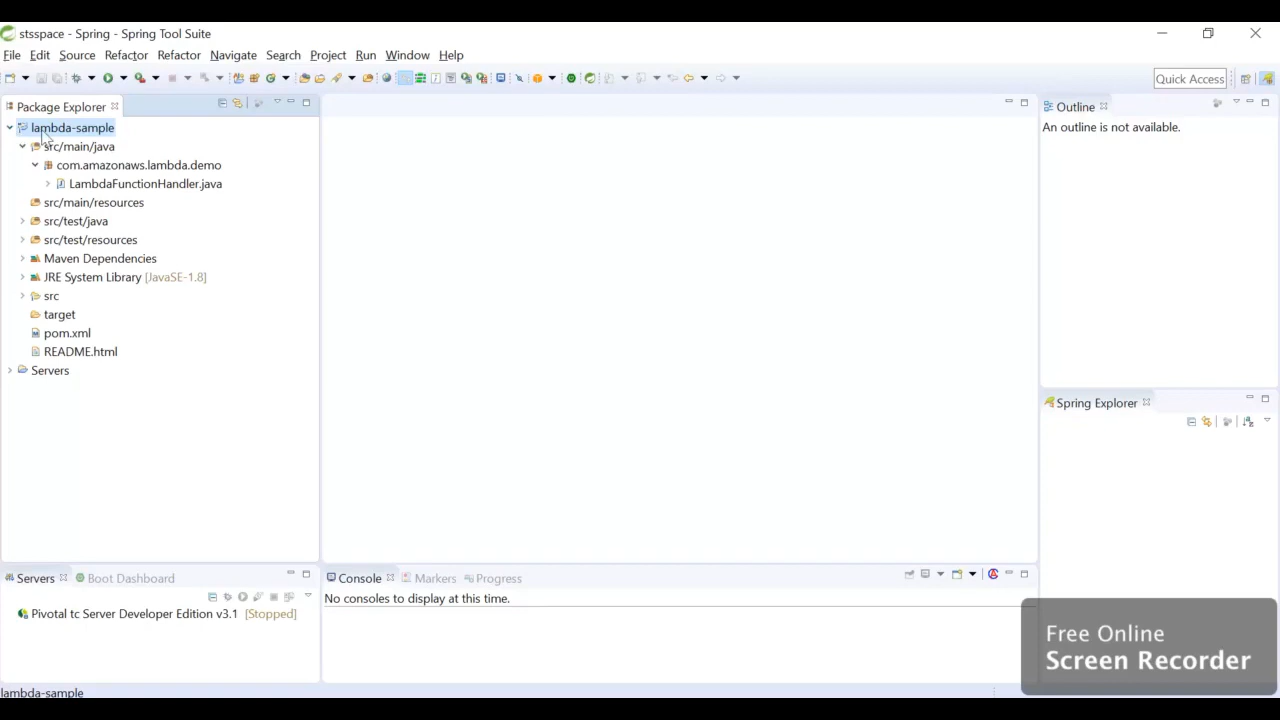 stsspace - Spring - Spring Tool Suite
File Edit Source Refactor Refactor Navigate Search Project Run Window Help
Quick Access
Package Explorer
lambda-sample
src/main/java
com.amazonaws.lambda.demo
LambdaFunctionHandler.java
src/main/resources
src/test/java
src/test/resources
Maven Dependencies
JRE System Library [JavaSE-1.8]
src
target
pom.xml
README.html
Servers
Outline
An outline is not available.
Spring Explorer
Servers Boot Dashboard
Pivotal tc Server Developer Edition v3.1 [Stopped]
Console Markers Progress
No consoles to display at this time.
Free Online
Screen Recorder
lambda-sample